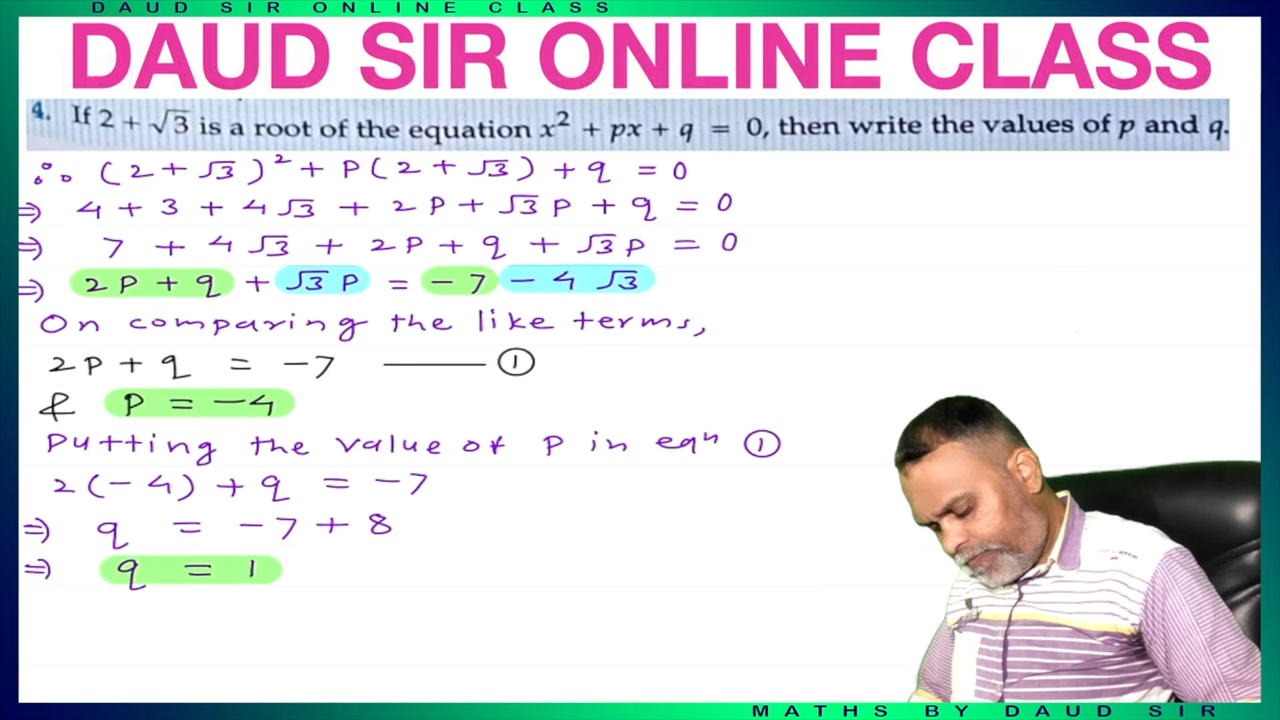 DAUD SIR ONLINE CLASS
DAUD SIR ONLINE CLASS
4. If 2 + √3 is a root of the equation x² + px + q = 0, then write the values of p and q.
∴ (2 + √3)² + P(2 + √3) + q = 0
⇒ 4 + 3 + 4√3 + 2P + √3 P + q = 0
⇒ 7 + 4√3 + 2P + q + √3 P = 0
⇒ 2P + q + √3 P = -7 - 4√3
On comparing the like terms,
2P + q = -7 —— ①
& P = -4
Putting the value of P in eqn ①
2(-4) + q = -7
⇒ q = -7 + 8
⇒ q = 1
MATHS BY DAUD SIR